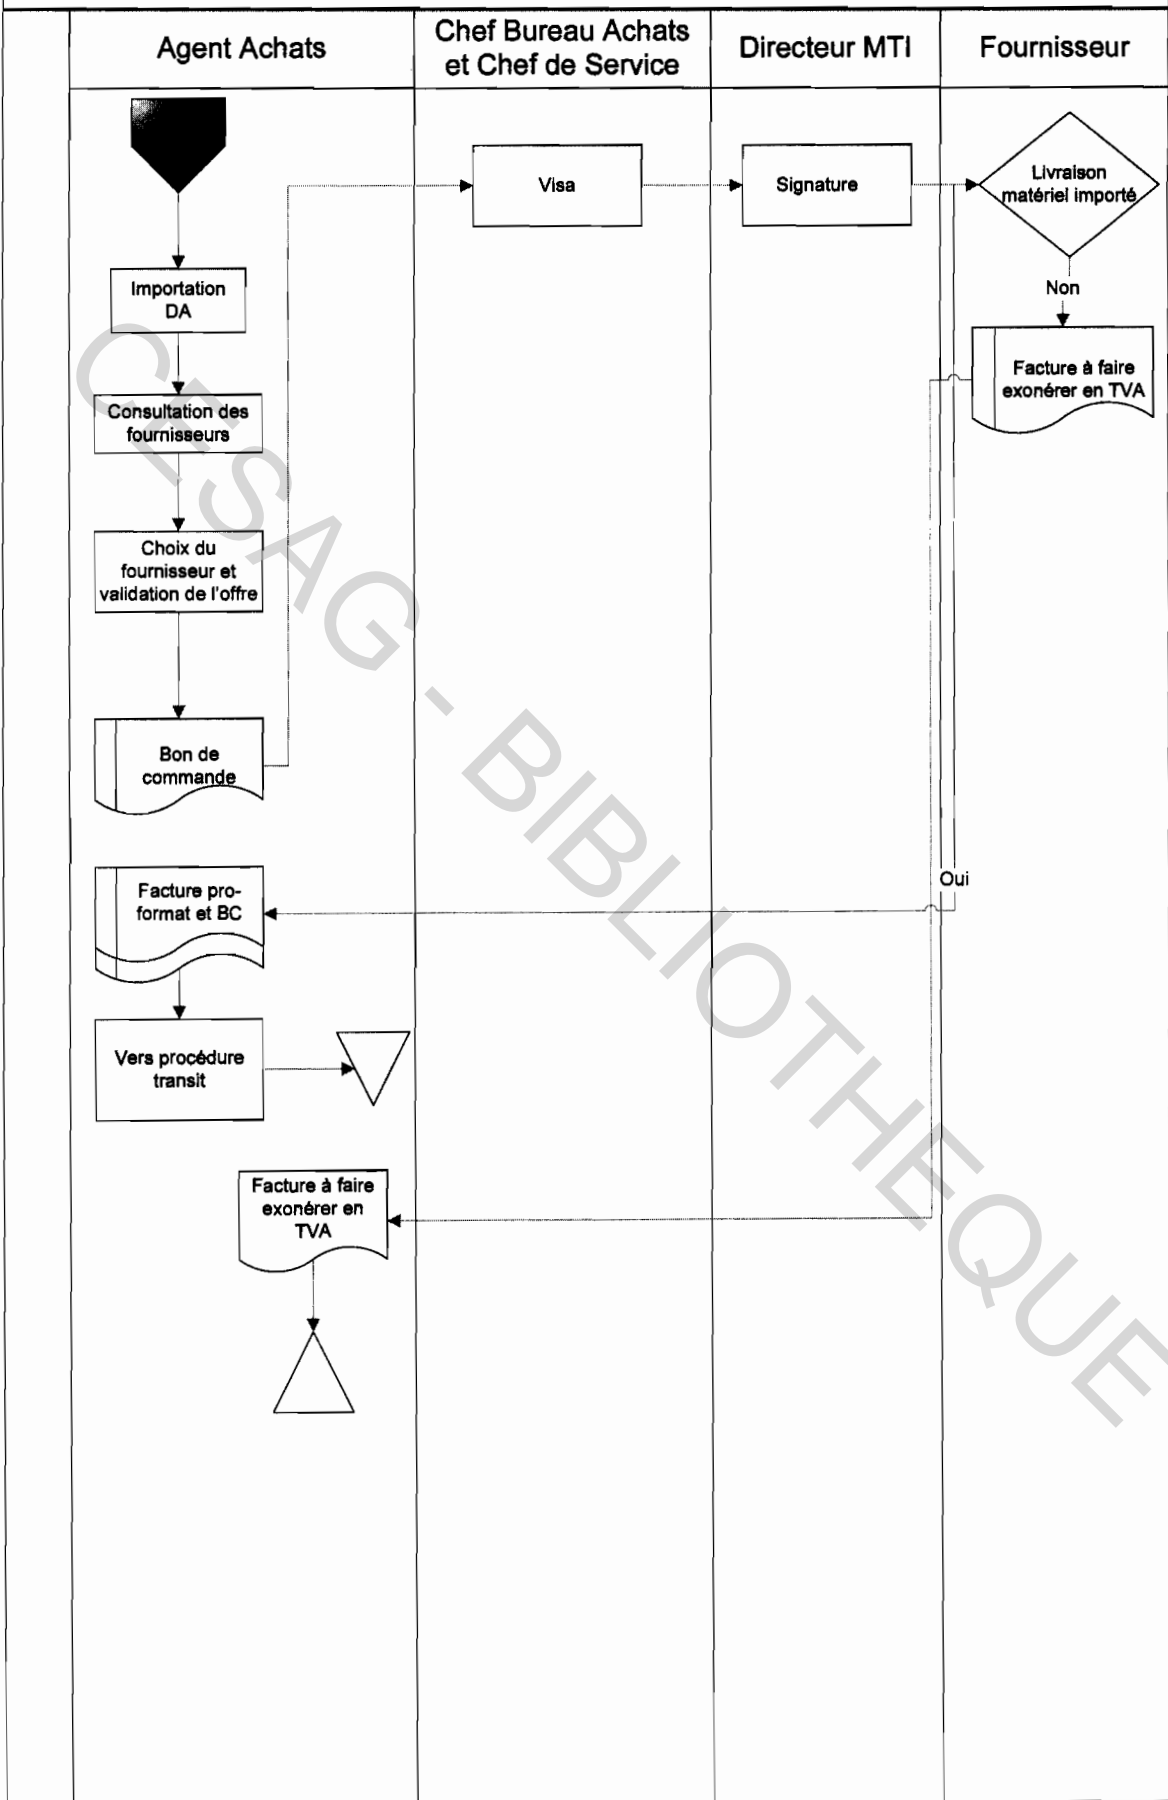 Agent Achats
Chef Bureau Achats
et Chef de Service
Directeur MTI
Fournisseur
Visa
Signature
Livraison
matériel importé
Non
Importation
DA
Facture à faire
exonérer en TVA
Consultation des
fournisseurs
Choix du
fournisseur et
validation de l'offre
Bon de
commande
Oui
Facture pro-
format et BC
Vers procédure
transit
Facture à faire
exonérer en
TVA
CESAG - BIBLIOTHEQUE